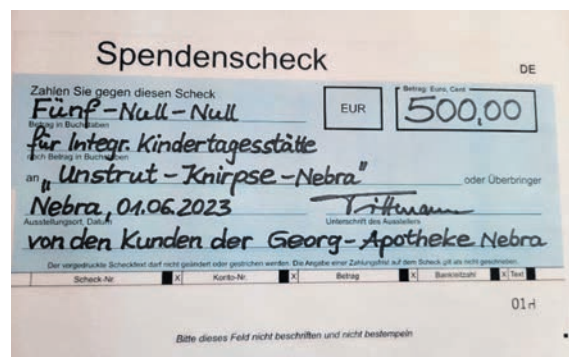 Spendenscheck
DE
Zahlen Sie gegen diesen Scheck
Fünf-Null-Null
Betrag in Buchstaben
EUR
Betrag: Euro, Cent
500,00
für Integr. Kindertagesstätte
noch Betrag in Buchstaben
an „Unstrut-Knirpse-Nebra"
oder Überbringer
Nebra, 01.06.2023
Ausstellungsort, Datum
Unterschrift des Ausstellers
von den Kunden der Georg-Apotheke Nebra
Der vorgedruckte Schecktext darf nicht geändert oder gestrichen werden. Die Angabe einer Zahlungsfrist auf dem Scheck gilt als nicht geschrieben.
Scheck-Nr. X Konto-Nr. X Betrag X Bankleitzahl X Text
Bitte dieses Feld nicht beschriften und nicht bestempeln